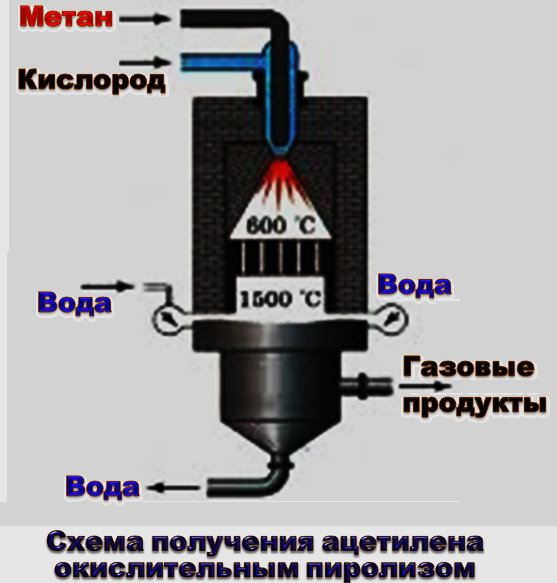 Метан
Кислород
600 °C
1500 °C
Вода
Вода
Газовые
продукты
Вода
Схема получения ацетилена
окислительным пиролизом